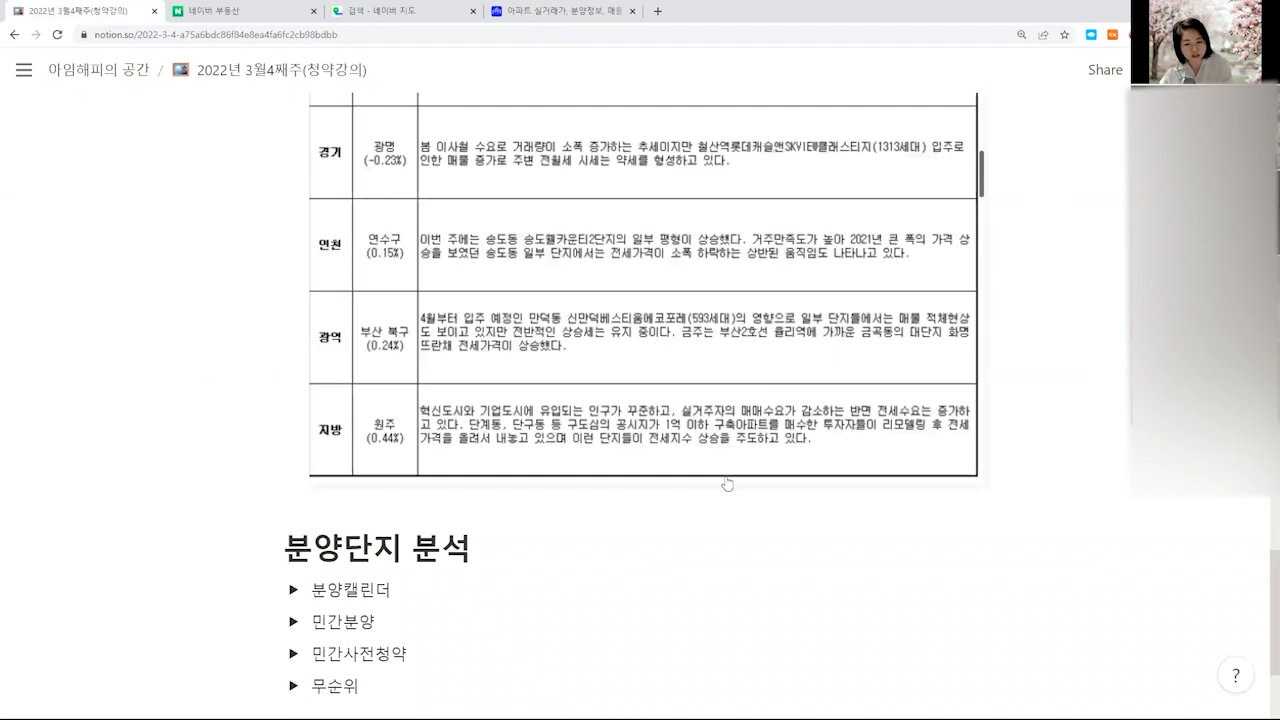 2022년 3월4째주(청약강의)
네이버 부동산
검색 - 네이버 지도
아파트 실거래가, 분양정보, 매물
notion.so/2022-3-4-a75a6bdc86f84e8ea4fa6fc2cb98bdbb
아임해피의 공간 / 2022년 3월4째주(청약강의)
Share
경기
광명
(-0.23%)
봄 이사철 수요로 거래량이 소폭 증가하는 추세이지만 철산역롯데캐슬앤SKVIEW클래스티지(1313세대) 입주로
인한 매물 증가로 주변 전월세 시세는 약세를 형성하고 있다.
인천
연수구
(0.15%)
이번 주에는 송도동 송도웰카운티2단지의 일부 평형이 상승했다. 거주만족도가 높아 2021년 큰 폭의 가격 상
승을 보였던 송도동 일부 단지에서는 전세가격이 소폭 하락하는 상반된 움직임도 나타나고 있다.
광역
부산 북구
(0.24%)
4월부터 입주 예정인 만덕동 신만덕베스티움에코포레(593세대)의 영향으로 일부 단지들에서는 매물 적체현상
도 보이고 있지만 전반적인 상승세는 유지 중이다. 금주는 부산2호선 율리역에 가까운 금곡동의 대단지 화명
뜨란채 전세가격이 상승했다.
지방
원주
(0.44%)
혁신도시와 기업도시에 유입되는 인구가 꾸준하고, 실거주자의 매매수요가 감소하는 반면 전세수요는 증가하
고 있다. 단계동, 단구동 등 구도심의 공시지가 1억 이하 구축아파트를 매수한 투자자들이 리모델링 후 전세
가격을 올려서 내놓고 있으며 이런 단지들이 전세지수 상승을 주도하고 있다.
분양단지 분석
분양캘린더
민간분양
민간사전청약
무순위
?